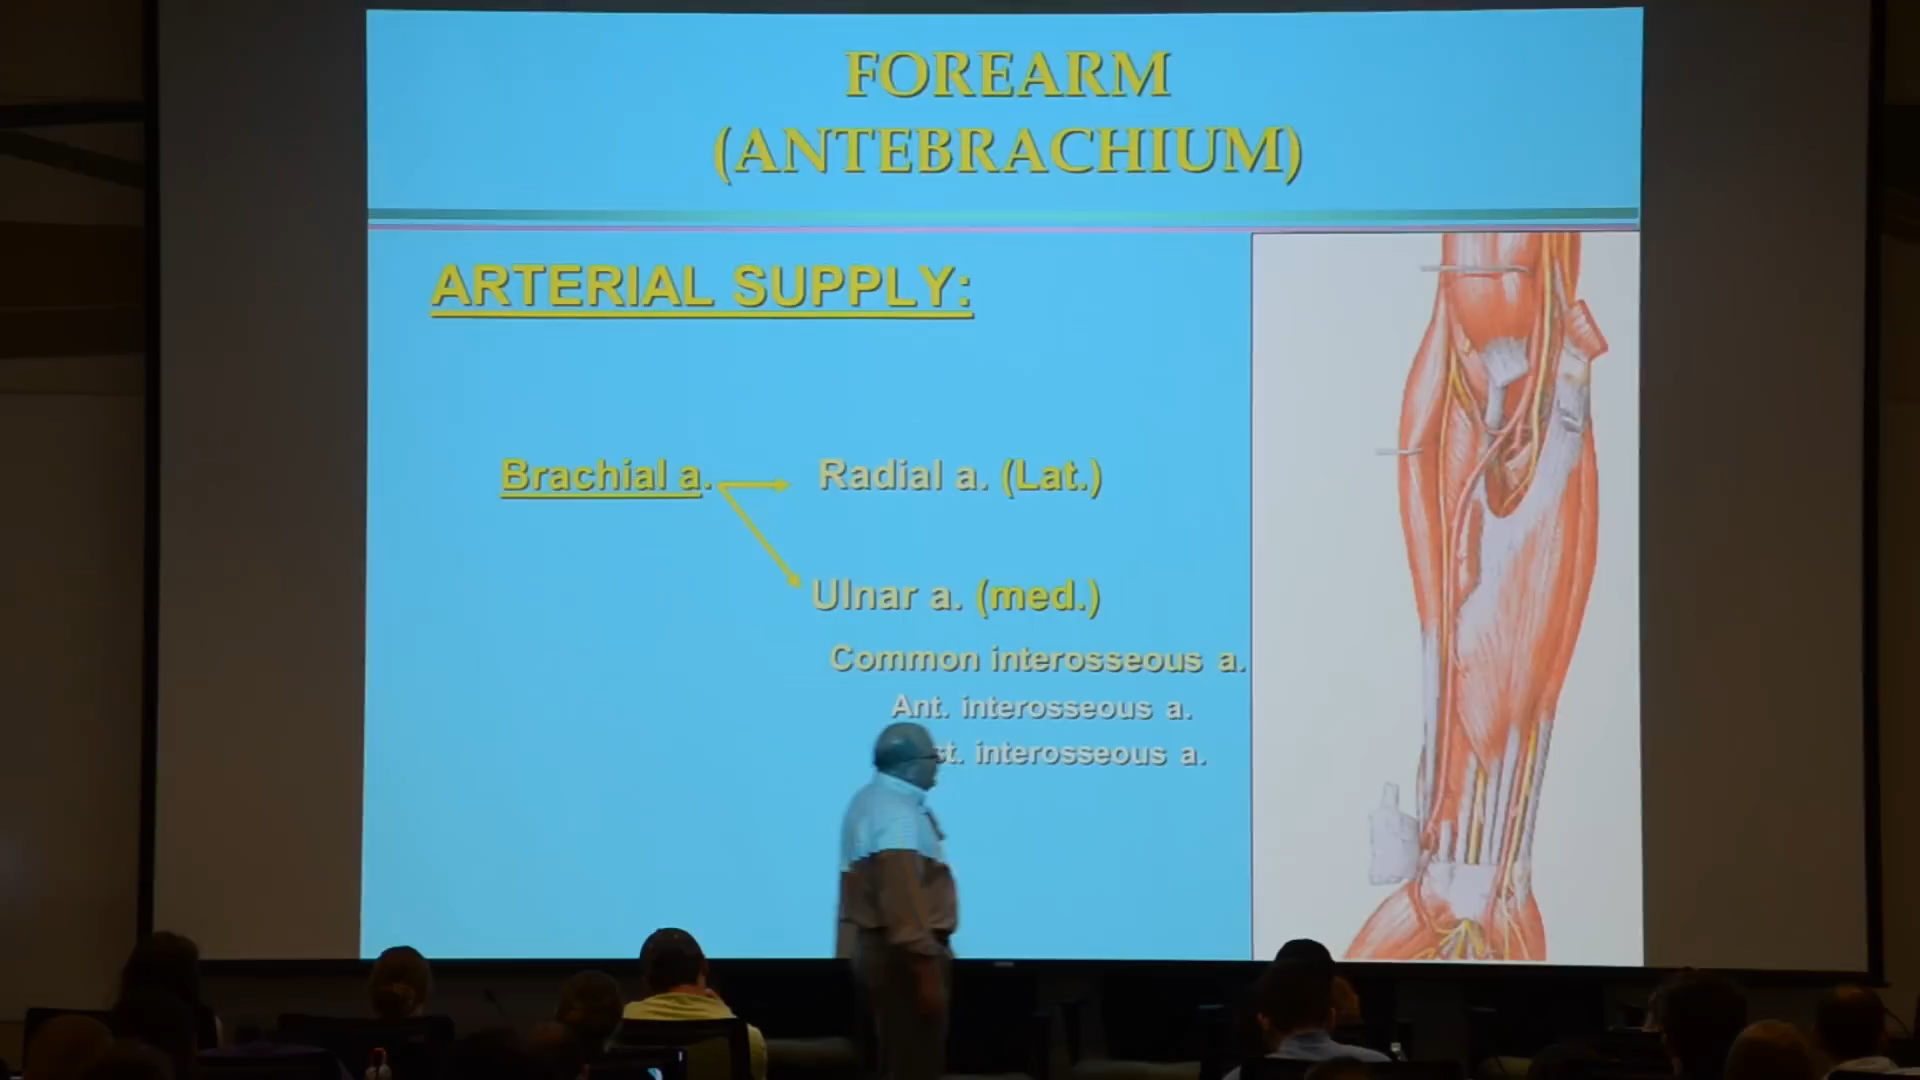 FOREARM
(ANTEBRACHIUM)
ARTERIAL SUPPLY:
Brachial a. Radial a. (Lat.)
Ulnar a. (med.)
Common interosseous a.
Ant. interosseous a.
interosseous a.